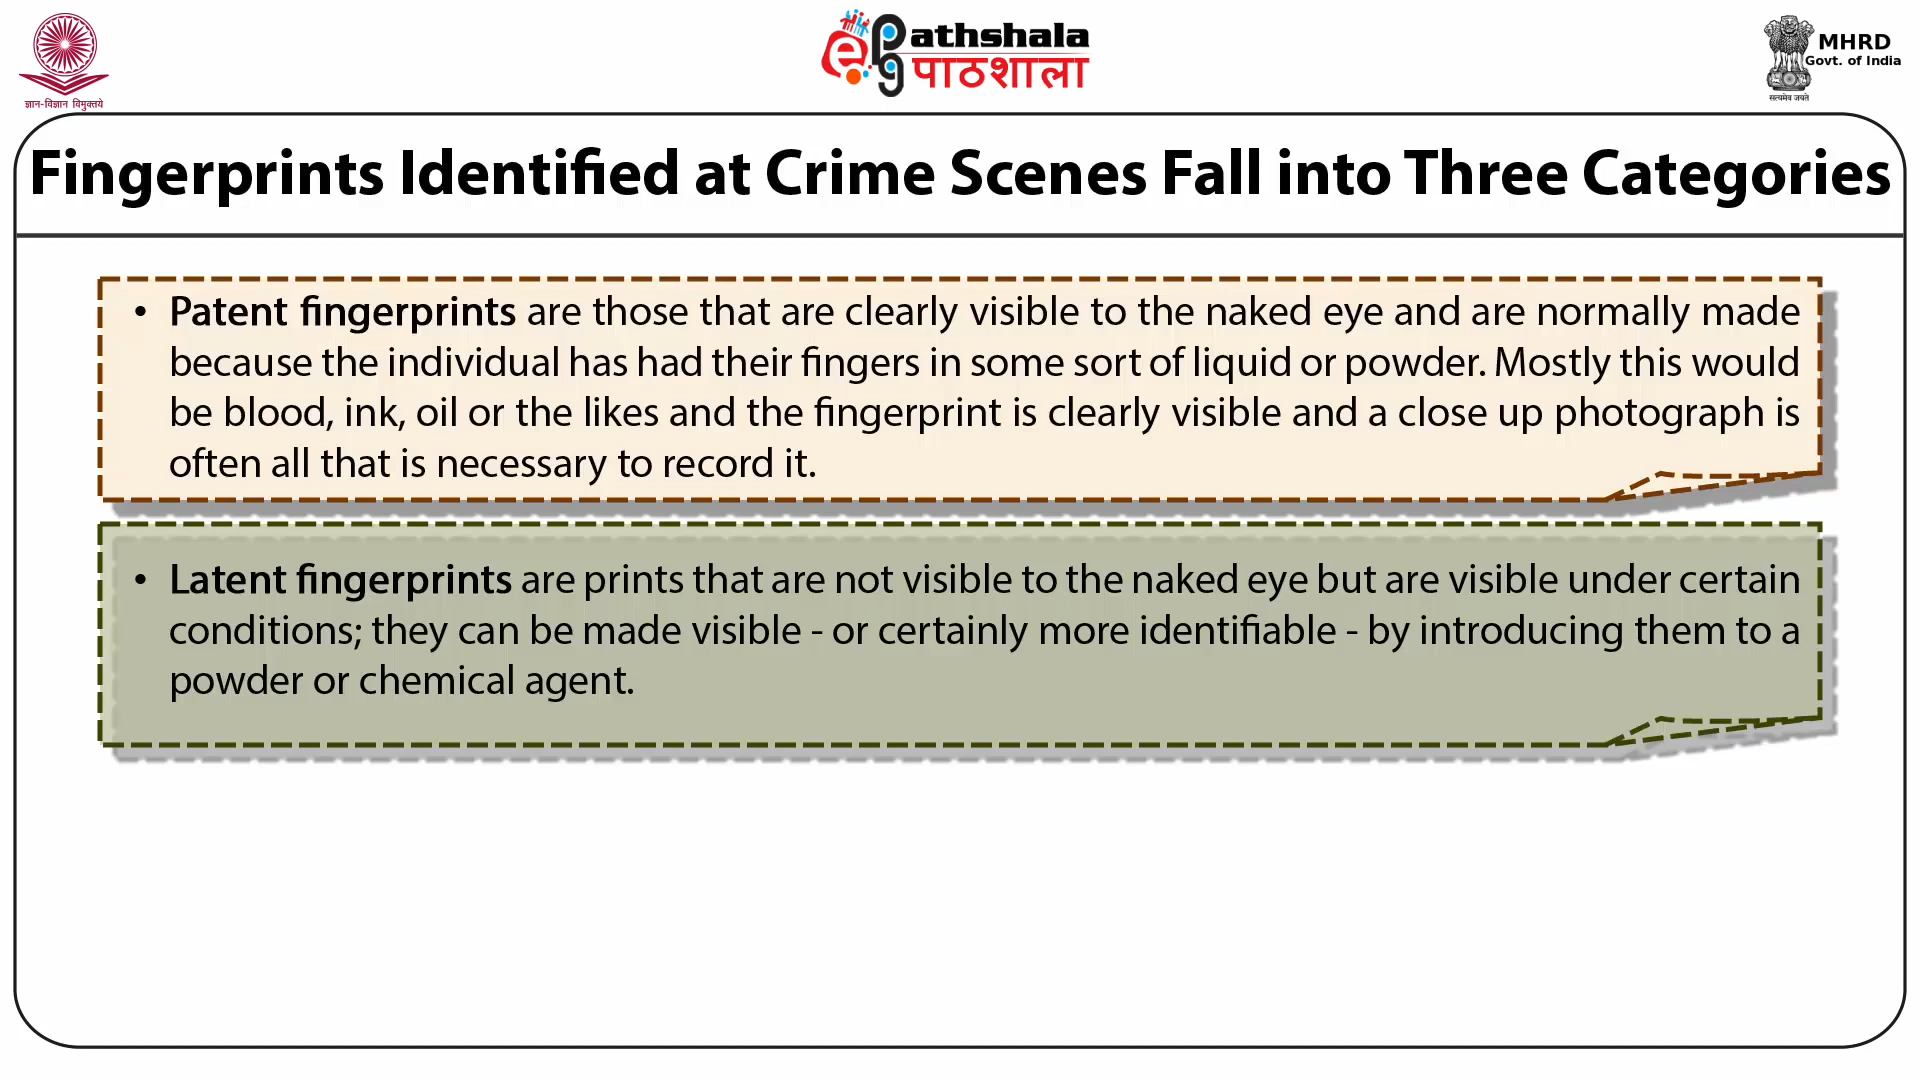 ज्ञान-विज्ञान विमुक्तये
ePathshala
पाठशाला
MHRD
Govt. of India
सत्यमेव जयते
Fingerprints Identified at Crime Scenes Fall into Three Categories
• Patent fingerprints are those that are clearly visible to the naked eye and are normally made
because the individual has had their fingers in some sort of liquid or powder. Mostly this would
be blood, ink, oil or the likes and the fingerprint is clearly visible and a close up photograph is
often all that is necessary to record it.
• Latent fingerprints are prints that are not visible to the naked eye but are visible under certain
conditions; they can be made visible - or certainly more identifiable - by introducing them to a
powder or chemical agent.